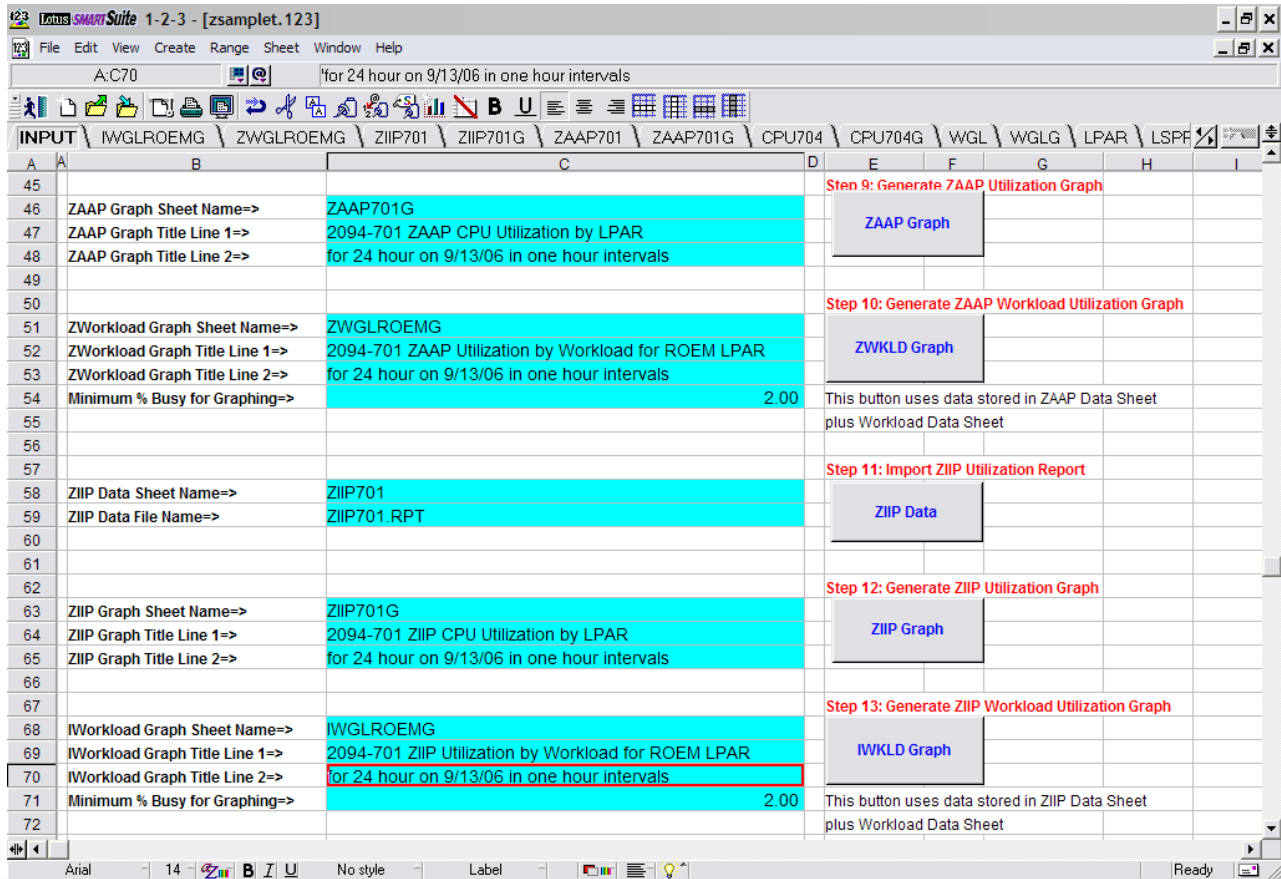 Lotus SMARTSuite 1-2-3 - [zsamplet.123]
File Edit View Create Range Sheet Window Help
A:C70 @ 'for 24 hour on 9/13/06 in one hour intervals
B U
INPUT IWGLROEMG ZWGLROEMG ZIIP701 ZIIP701G ZAAP701 ZAAP701G CPU704 CPU704G WGL WGLG LPAR LSPR
A A B C D E F G H I
45 Step 9: Generate ZAAP Utilization Graph
46 ZAAP Graph Sheet Name=> ZAAP701G
47 ZAAP Graph Title Line 1=> 2094-701 ZAAP CPU Utilization by LPAR ZAAP Graph
48 ZAAP Graph Title Line 2=> for 24 hour on 9/13/06 in one hour intervals
49
50 Step 10: Generate ZAAP Workload Utilization Graph
51 ZWorkload Graph Sheet Name=> ZWGLROEMG
52 ZWorkload Graph Title Line 1=> 2094-701 ZAAP Utilization by Workload for ROEM LPAR ZWKLD Graph
53 ZWorkload Graph Title Line 2=> for 24 hour on 9/13/06 in one hour intervals
54 Minimum % Busy for Graphing=> 2.00 This button uses data stored in ZAAP Data Sheet
55 plus Workload Data Sheet
56
57 Step 11: Import ZIIP Utilization Report
58 ZIIP Data Sheet Name=> ZIIP701
59 ZIIP Data File Name=> ZIIP701.RPT ZIIP Data
60
61
62 Step 12: Generate ZIIP Utilization Graph
63 ZIIP Graph Sheet Name=> ZIIP701G
64 ZIIP Graph Title Line 1=> 2094-701 ZIIP CPU Utilization by LPAR ZIIP Graph
65 ZIIP Graph Title Line 2=> for 24 hour on 9/13/06 in one hour intervals
66
67 Step 13: Generate ZIIP Workload Utilization Graph
68 IWorkload Graph Sheet Name=> IWGLROEMG
69 IWorkload Graph Title Line 1=> 2094-701 ZIIP Utilization by Workload for ROEM LPAR IWKLD Graph
70 IWorkload Graph Title Line 2=> for 24 hour on 9/13/06 in one hour intervals
71 Minimum % Busy for Graphing=> 2.00 This button uses data stored in ZIIP Data Sheet
72 plus Workload Data Sheet
Arial 14 B I U No style Label Ready